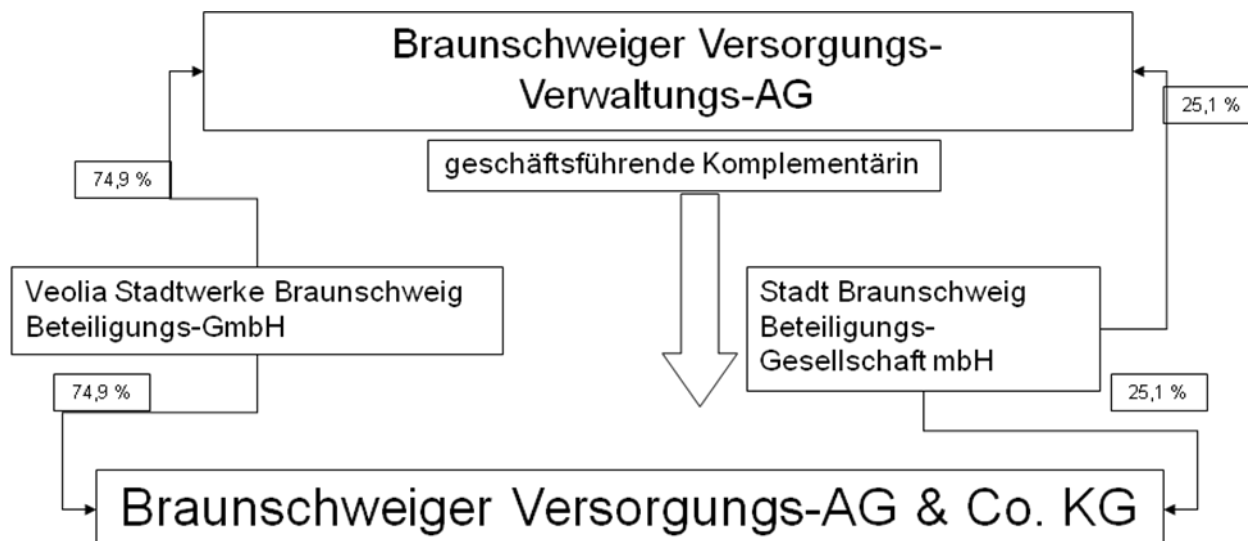 Braunschweiger Versorgungs-
Verwaltungs-AG
25,1 %
geschäftsführende Komplementärin
74,9 %
Veolia Stadtwerke Braunschweig
Beteiligungs-GmbH
Stadt Braunschweig
Beteiligungs-
Gesellschaft mbH
74,9 %
25,1 %
Braunschweiger Versorgungs-AG & Co. KG